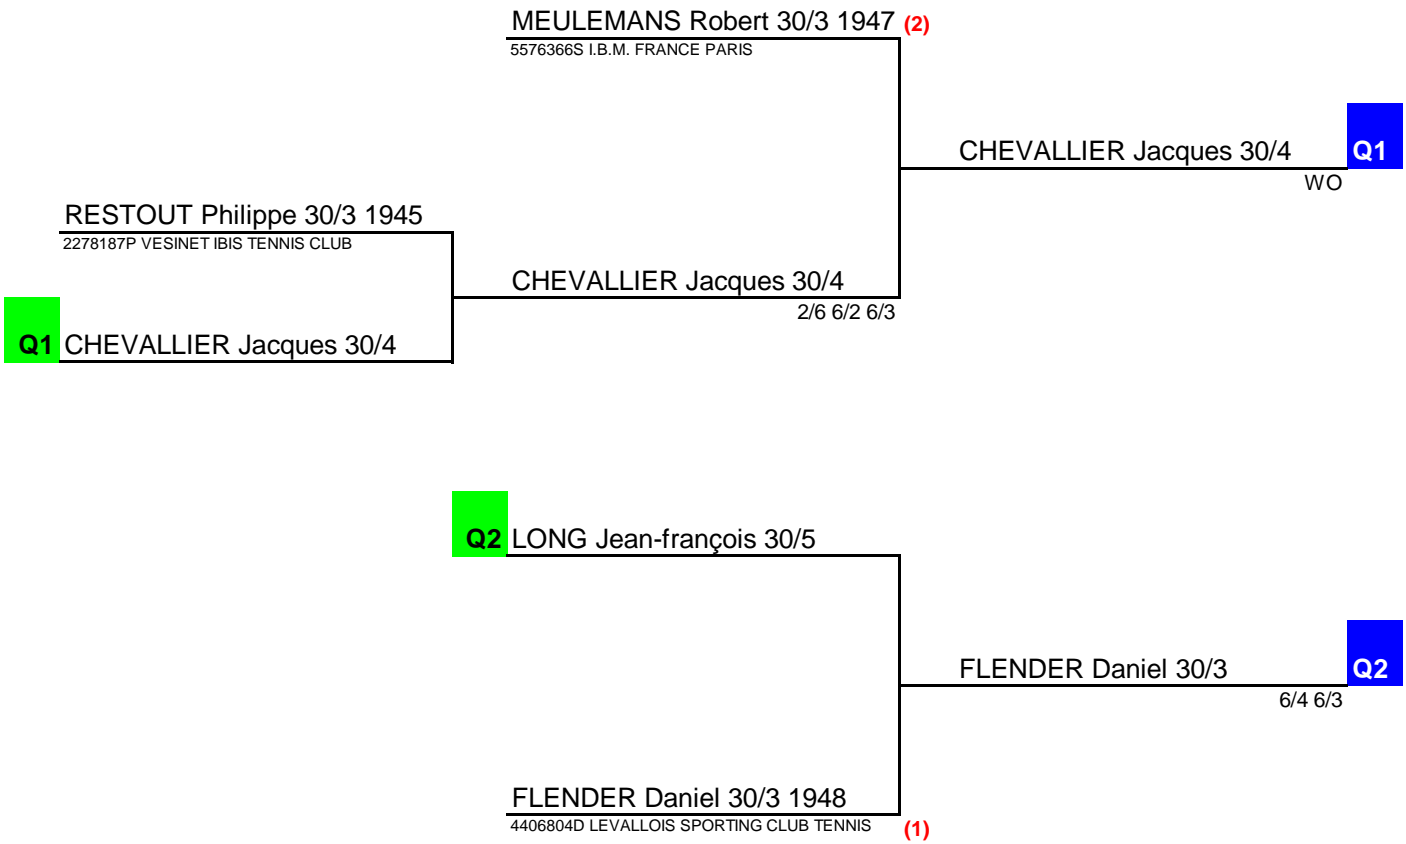 MEULEMANS Robert 30/3 1947 (2)
5576366S I.B.M. FRANCE PARIS
CHEVALLIER Jacques 30/4 Q1
WO
RESTOUT Philippe 30/3 1945
2278187P VESINET IBIS TENNIS CLUB
CHEVALLIER Jacques 30/4
2/6 6/2 6/3
Q1 CHEVALLIER Jacques 30/4
Q2 LONG Jean-françois 30/5
FLENDER Daniel 30/3 Q2
6/4 6/3
FLENDER Daniel 30/3 1948
4406804D LEVALLOIS SPORTING CLUB TENNIS (1)